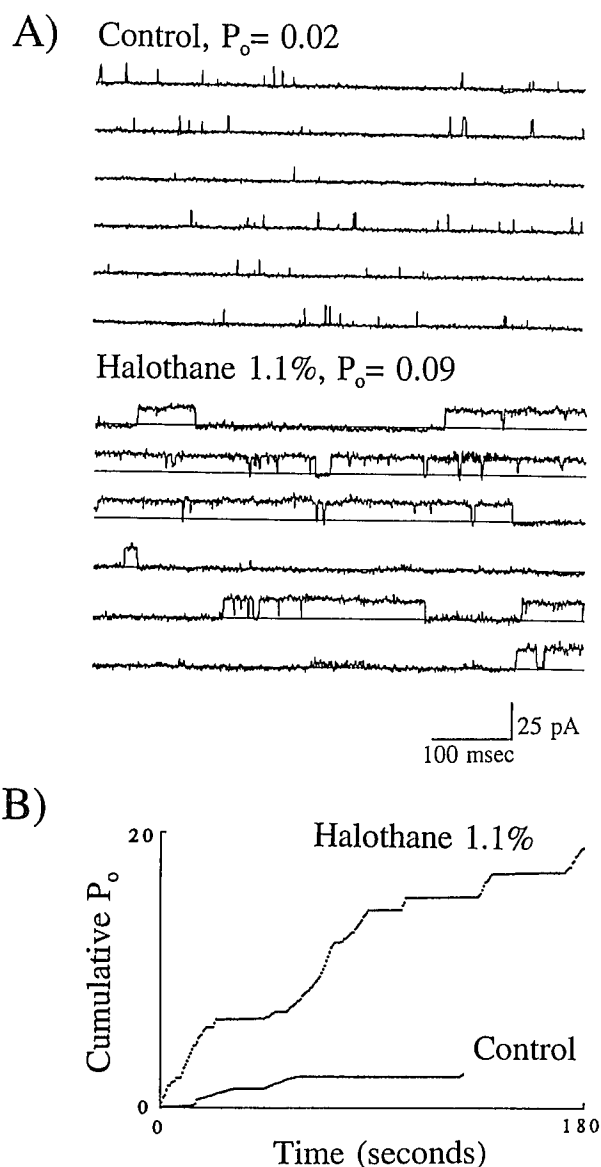 A)
Control, Po= 0.02
Halothane 1.1%, Po= 0.09
25 pA
100 msec
B)
20
Halothane 1.1%
Cumulative Po
Control
0
0
180
Time (seconds)